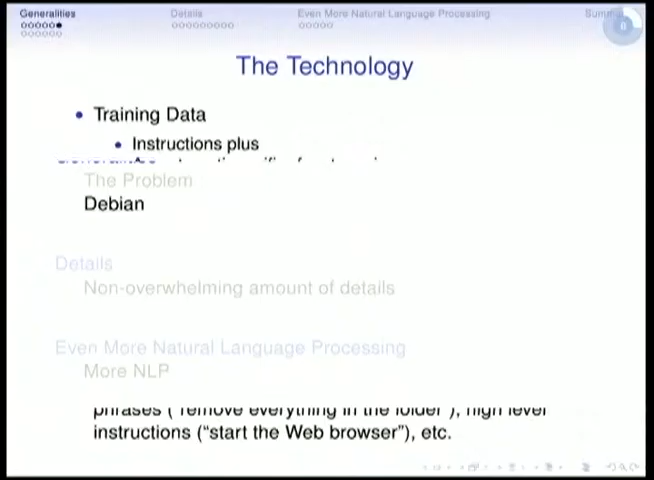 Generalities Details Even More Natural Language Processing
The Technology
Training Data
Instructions plus
The Problem
Debian
Details
Non-overwhelming amount of details
Even More Natural Language Processing
More NLP
phrases ("remove everything in the folder"), high level
instructions ("start the Web browser"), etc.